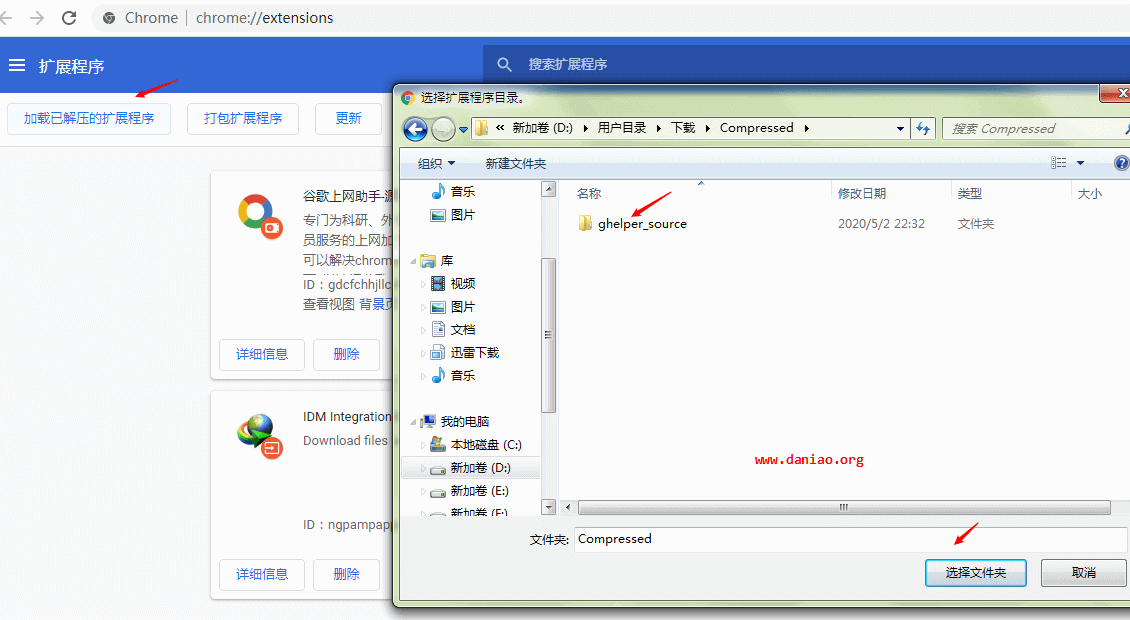 Chrome | chrome://extensions
扩展程序
搜索扩展程序
加载已解压的扩展程序
打包扩展程序
更新
谷歌上网助手-
专门为科研、外
员服务的上网加
可以解决chrom
ID：gdcfchhjllc
查看视图 背景页
详细信息
删除
IDM Integration
Download files
ID：ngpampap
详细信息
删除
选择扩展程序目录。
« 新加卷 (D:) 用户目录 下载 Compressed
搜索 Compressed
组织 新建文件夹
音乐
图片
库
视频
图片
文档
迅雷下载
音乐
我的电脑
本地磁盘 (C:)
新加卷 (D:)
新加卷 (E:)
新加卷 (F:)
名称 修改日期 类型 大小
ghelper_source 2020/5/2 22:32 文件夹
www.daniao.org
文件夹: Compressed
选择文件夹 取消